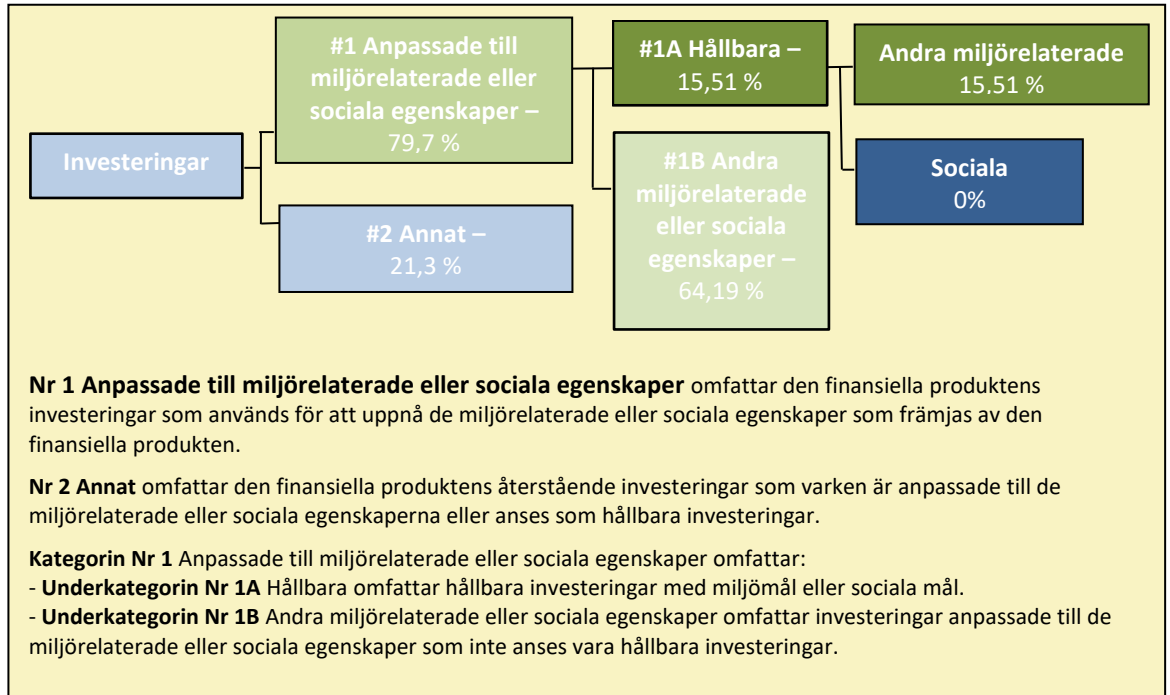 Investeringar
#1 Anpassade till
miljörelaterade eller
sociala egenskaper –
79,7 %
#2 Annat –
21,3 %
#1A Hållbara –
15,51 %
#1B Andra
miljörelaterade
eller sociala
egenskaper –
64,19 %
Andra miljörelaterade
15,51 %
Sociala
0%
Nr 1 Anpassade till miljörelaterade eller sociala egenskaper omfattar den finansiella produktens
investeringar som används för att uppnå de miljörelaterade eller sociala egenskaper som främjas av den
finansiella produkten.
Nr 2 Annat omfattar den finansiella produktens återstående investeringar som varken är anpassade till de
miljörelaterade eller sociala egenskaperna eller anses som hållbara investeringar.
Kategorin Nr 1 Anpassade till miljörelaterade eller sociala egenskaper omfattar:
- Underkategorin Nr 1A Hållbara omfattar hållbara investeringar med miljömål eller sociala mål.
- Underkategorin Nr 1B Andra miljörelaterade eller sociala egenskaper omfattar investeringar anpassade till de
miljörelaterade eller sociala egenskaper som inte anses vara hållbara investeringar.